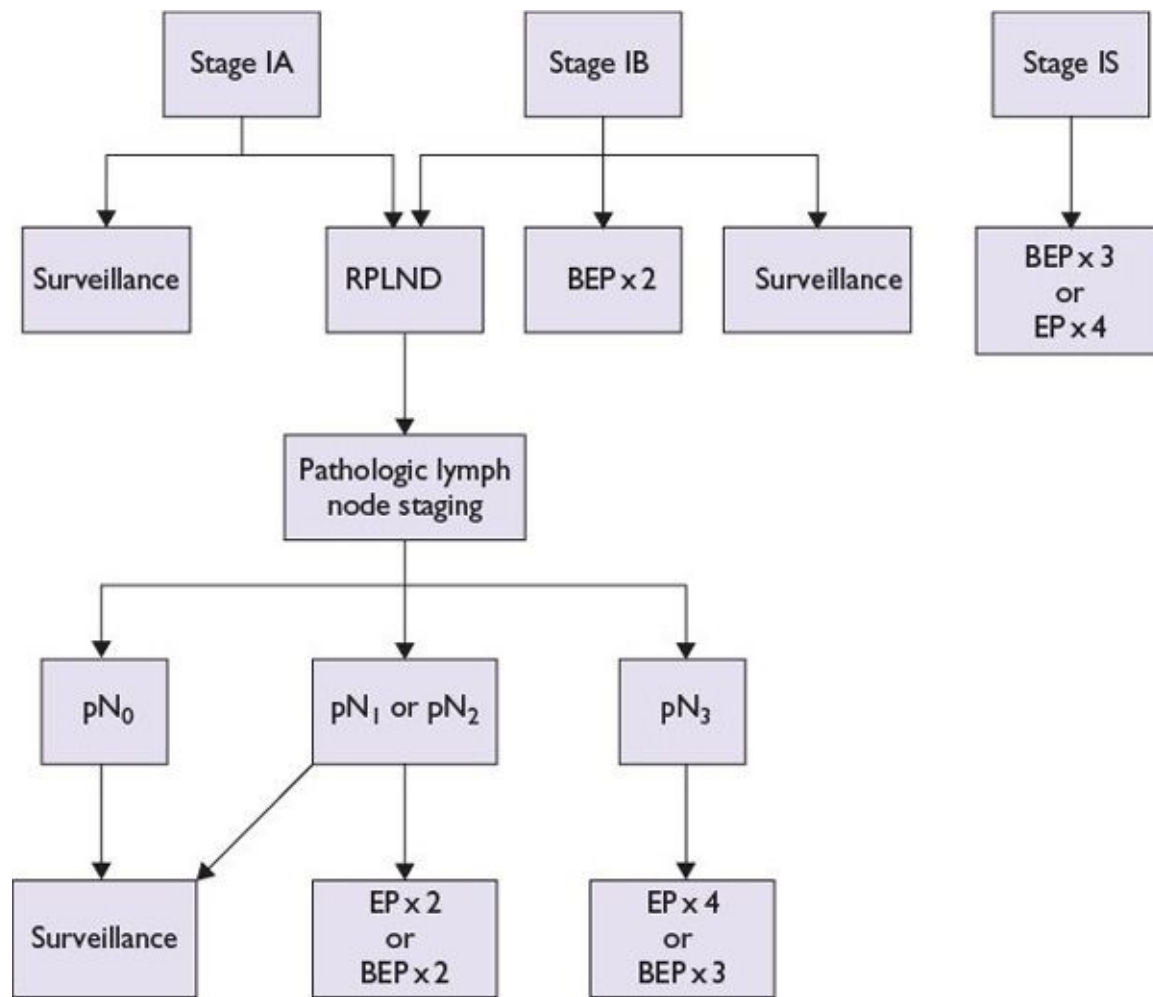 Stage IA
Stage IB
Stage IS
Surveillance
RPLND
BEP x 2
Surveillance
BEP x 3
or
EP x 4
Pathologic lymph
node staging
pN₀
pN₁ or pN₂
pN₃
Surveillance
EP x 2
or
BEP x 2
EP x 4
or
BEP x 3